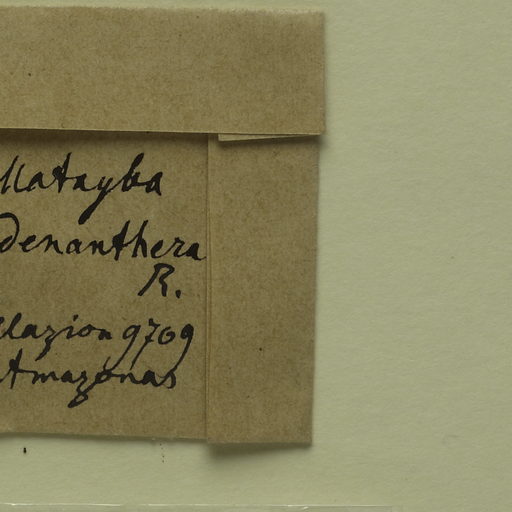 Matayba
denanthera
R.
Glaziou 9709
Amazonas